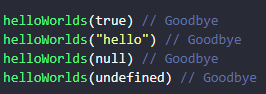 helloWorlds(true) // Goodbye
helloWorlds("hello") // Goodbye
helloWorlds(null) // Goodbye
helloWorlds(undefined) // Goodbye